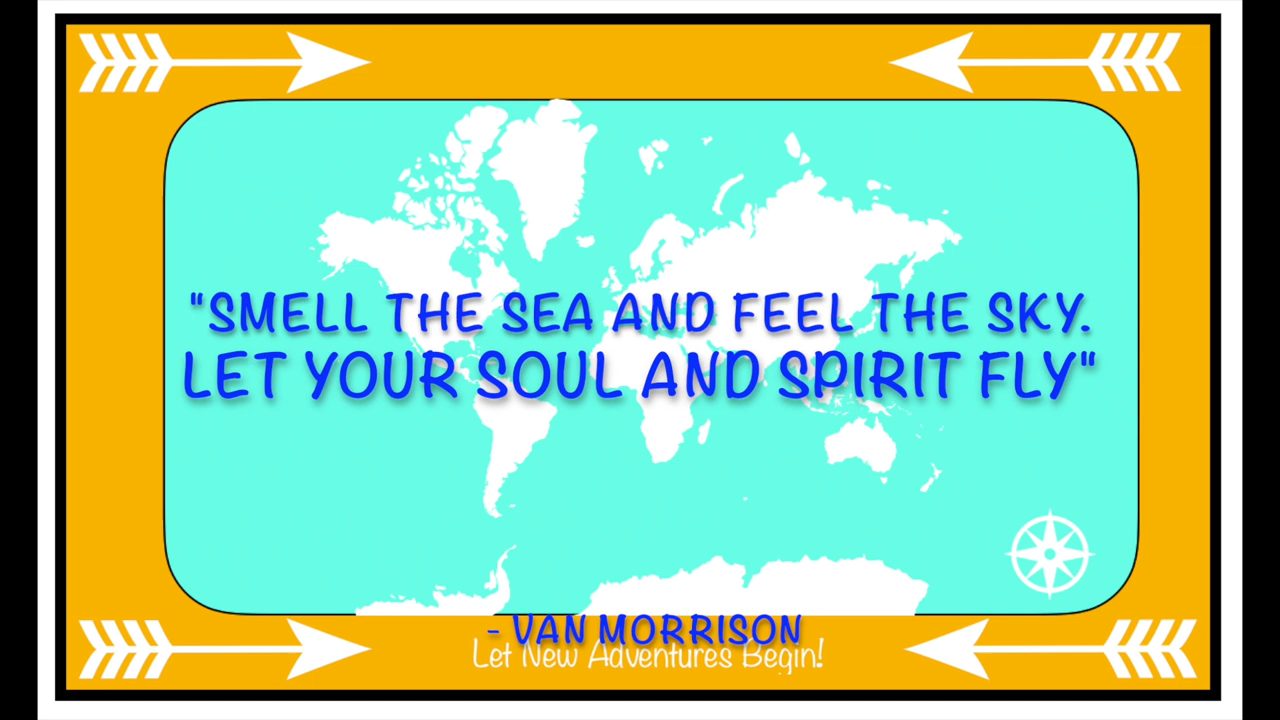 "SMELL THE SEA AND FEEL THE SKY.
LET YOUR SOUL AND SPIRIT FLY"
- VAN MORRISON
Let New Adventures Begin!